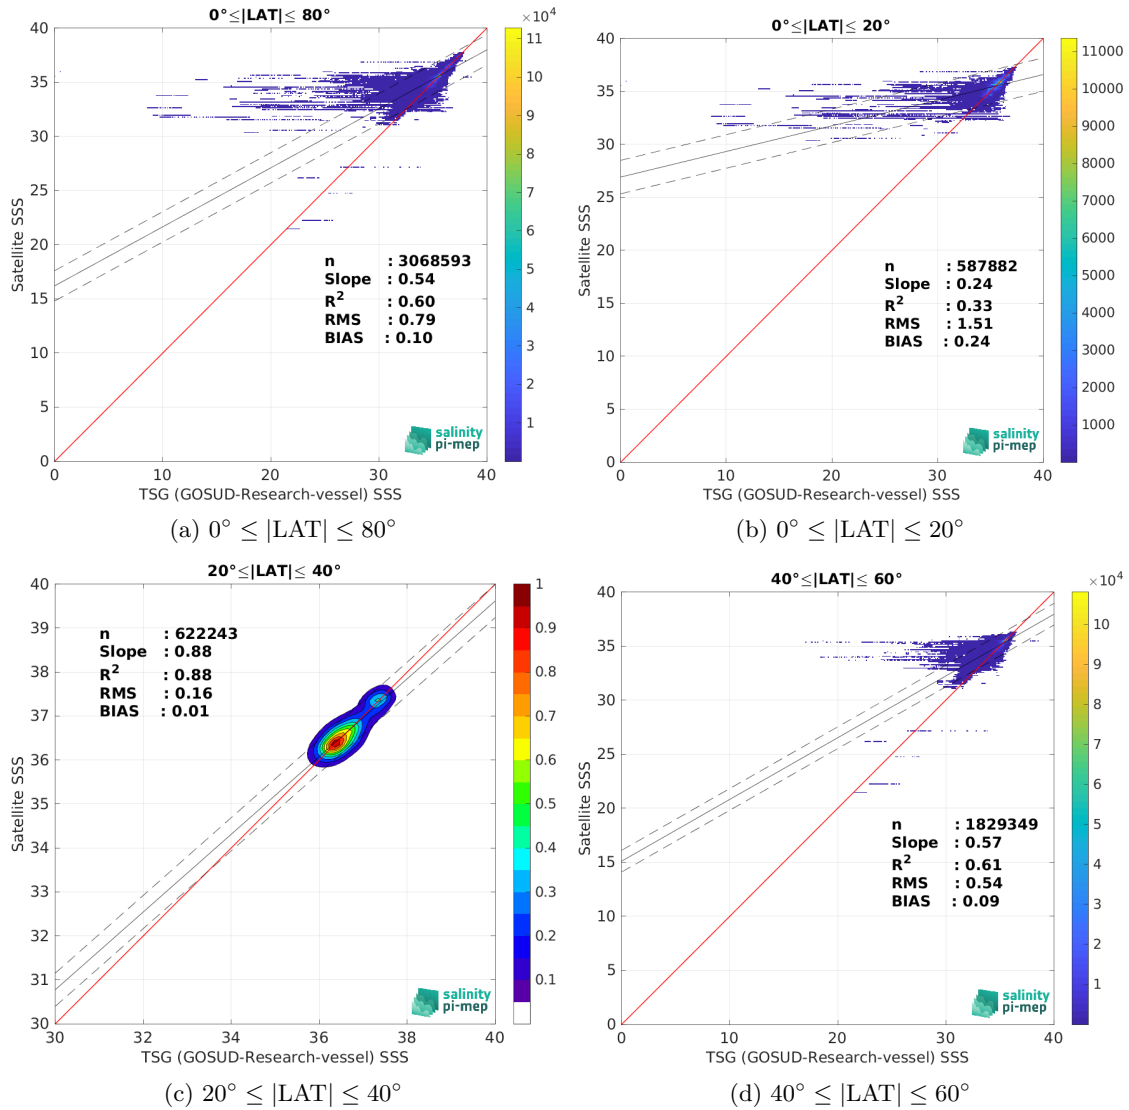 0°≤|LAT|≤ 80°
×10⁴
Satellite SSS
40
35
30
25
20
15
10
5
0
n : 3068593
Slope : 0.54
R² : 0.60
RMS : 0.79
BIAS : 0.10
salinity
pi-mep
0 10 20 30 40
TSG (GOSUD-Research-vessel) SSS
11
10
9
8
7
6
5
4
3
2
1
(a) 0° ≤ |LAT| ≤ 80°
0°≤|LAT|≤ 20°
Satellite SSS
40
35
30
25
20
15
10
5
0
n : 587882
Slope : 0.24
R² : 0.33
RMS : 1.51
BIAS : 0.24
salinity
pi-mep
0 10 20 30 40
TSG (GOSUD-Research-vessel) SSS
11000
10000
9000
8000
7000
6000
5000
4000
3000
2000
1000
(b) 0° ≤ |LAT| ≤ 20°
20°≤|LAT|≤ 40°
Satellite SSS
40
39
38
37
36
35
34
33
32
31
30
n : 622243
Slope : 0.88
R² : 0.88
RMS : 0.16
BIAS : 0.01
salinity
pi-mep
30 32 34 36 38 40
TSG (GOSUD-Research-vessel) SSS
1
0.9
0.8
0.7
0.6
0.5
0.4
0.3
0.2
0.1
(c) 20° ≤ |LAT| ≤ 40°
40°≤|LAT|≤ 60°
×10⁴
Satellite SSS
40
35
30
25
20
15
10
5
0
n : 1829349
Slope : 0.57
R² : 0.61
RMS : 0.54
BIAS : 0.09
salinity
pi-mep
0 10 20 30 40
TSG (GOSUD-Research-vessel) SSS
10
9
8
7
6
5
4
3
2
1
(d) 40° ≤ |LAT| ≤ 60°